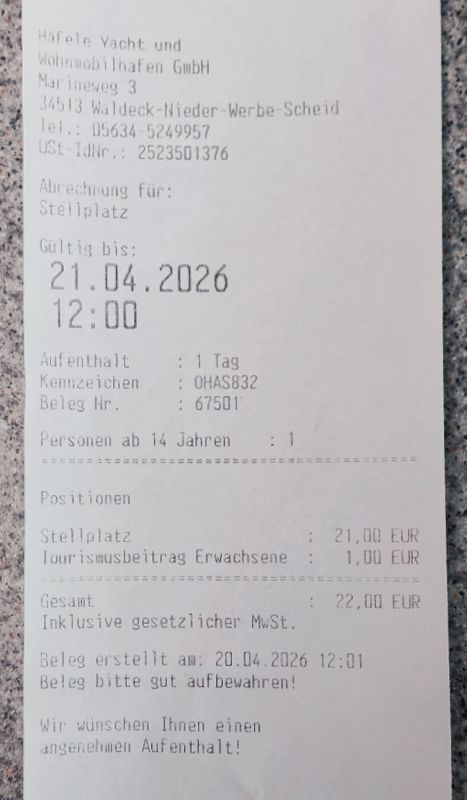 Häfele Yacht und
Wohnmobilhafen GmbH
Marineweg 3
34513 Waldeck-Nieder-Werbe-Scheid
Tel.: 05634-5249957
USt-IdNr.: 2523501376
Abrechnung für:
Stellplatz
Gültig bis:
21.04.2026
12:00
Aufenthalt : 1 Tag
Kennzeichen : OHAS832
Beleg Nr. : 67501
Personen ab 14 Jahren : 1
Positionen
Stellplatz : 21,00 EUR
Tourismusbeitrag Erwachsene : 1,00 EUR
Gesamt : 22,00 EUR
Inklusive gesetzlicher MwSt.
Beleg erstellt am: 20.04.2026 12:01
Beleg bitte gut aufbewahren!
Wir wünschen Ihnen einen
angenehmen Aufenthalt!